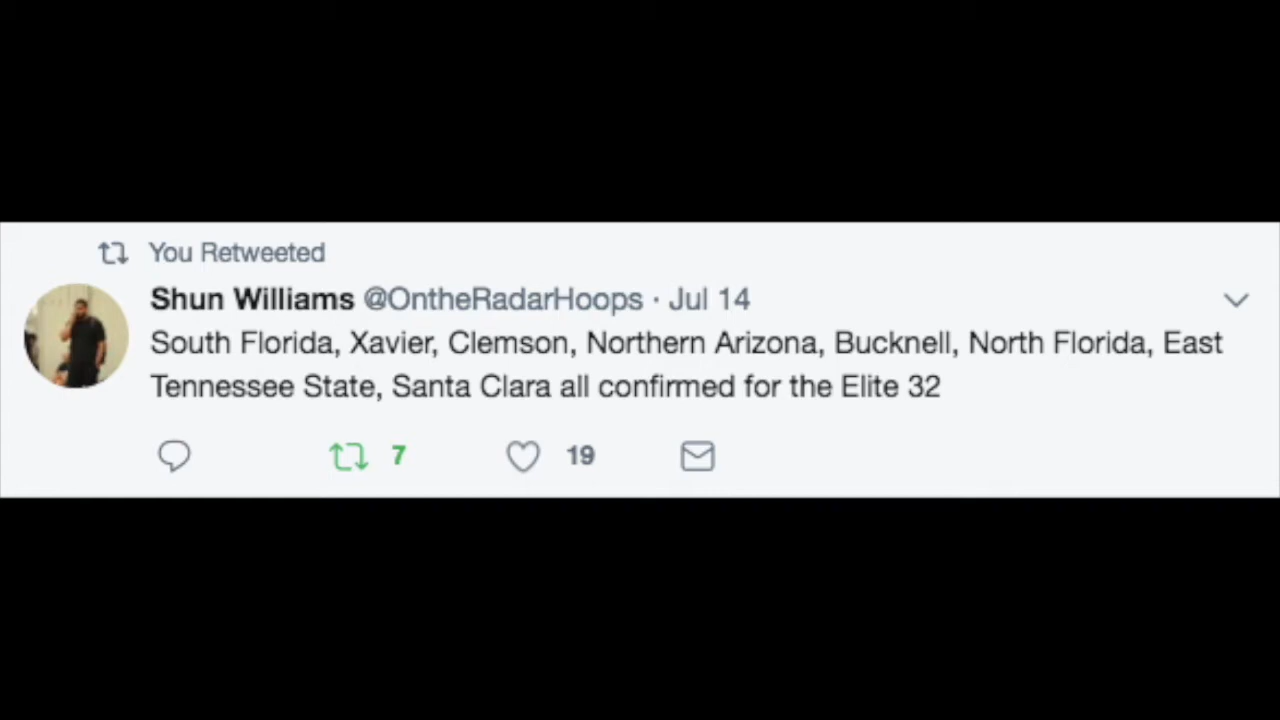 You Retweeted
Shun Williams @OntheRadarHoops · Jul 14
South Florida, Xavier, Clemson, Northern Arizona, Bucknell, North Florida, East
Tennessee State, Santa Clara all confirmed for the Elite 32
7 19